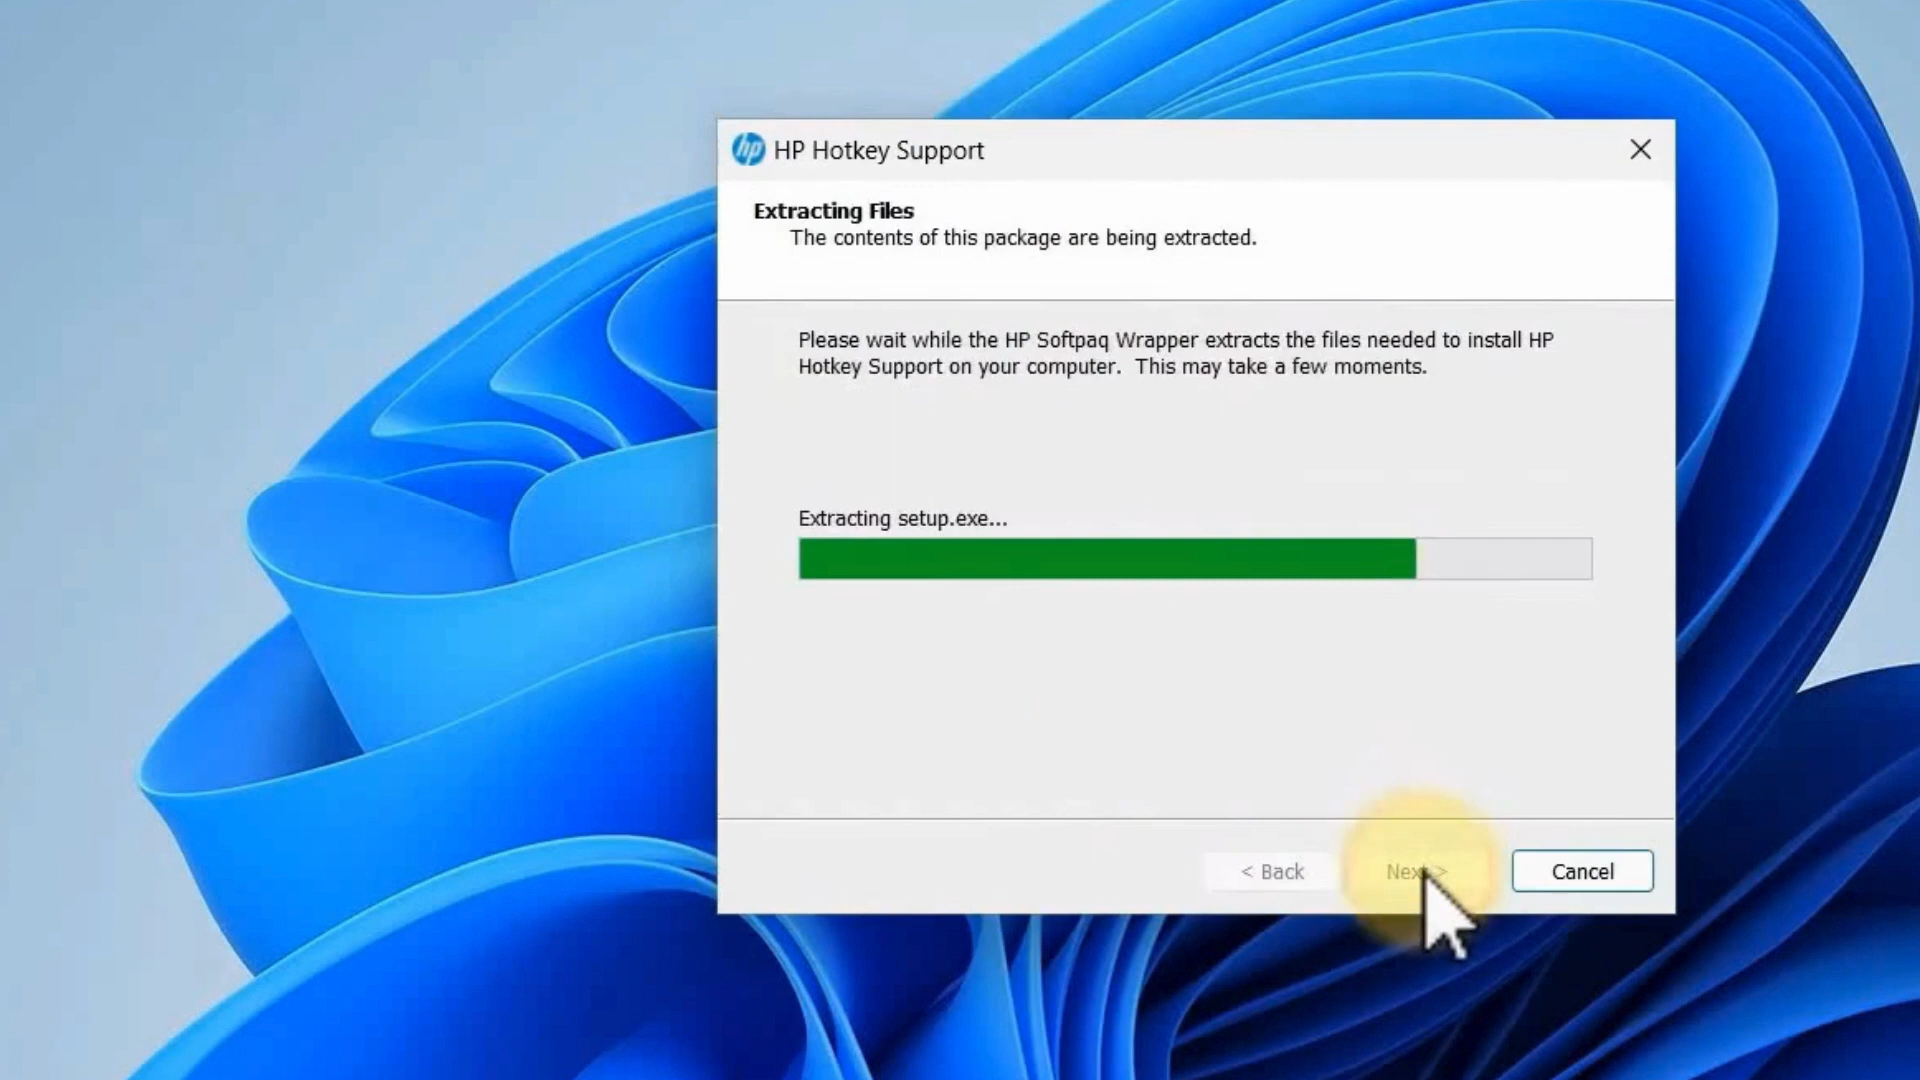 hp HP Hotkey Support
Extracting Files
The contents of this package are being extracted.
Please wait while the HP Softpaq Wrapper extracts the files needed to install HP
Hotkey Support on your computer.  This may take a few moments.
Extracting setup.exe...
< Back
Next >
Cancel